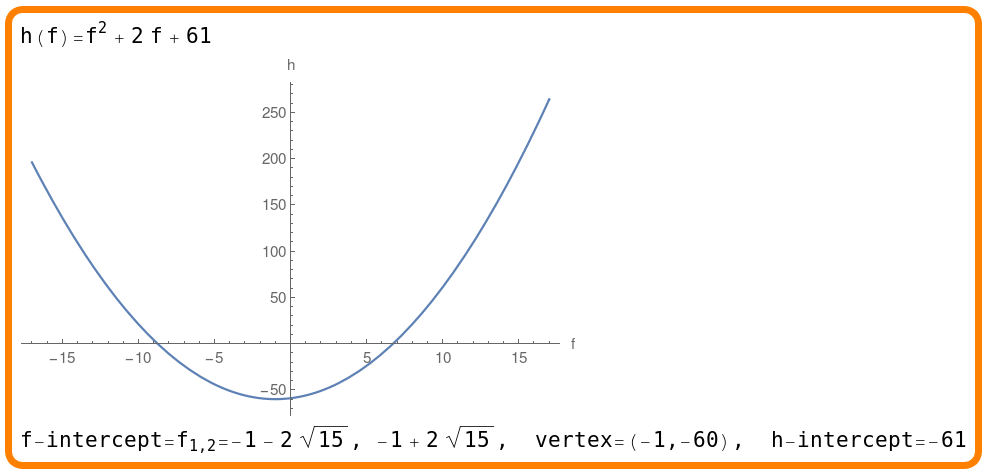 h(f)=f² + 2 f + 61
h
250
200
150
100
50
−15 −10 −5 5 10 15 f
−50
f−intercept=f₁,₂=−1 − 2 √15, −1 + 2 √15, vertex=(−1,−60), h−intercept=−61